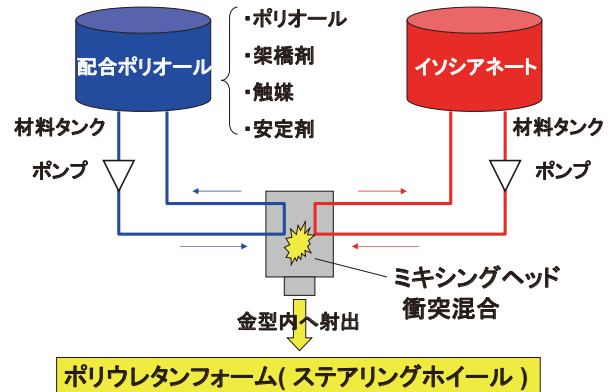 配合ポリオール
・ポリオール
・架橋剤
・触媒
・安定剤
イソシアネート
材料タンク
材料タンク
ポンプ
ポンプ
ミキシングヘッド
衝突混合
金型内へ射出
ポリウレタンフォーム( ステアリングホイール )